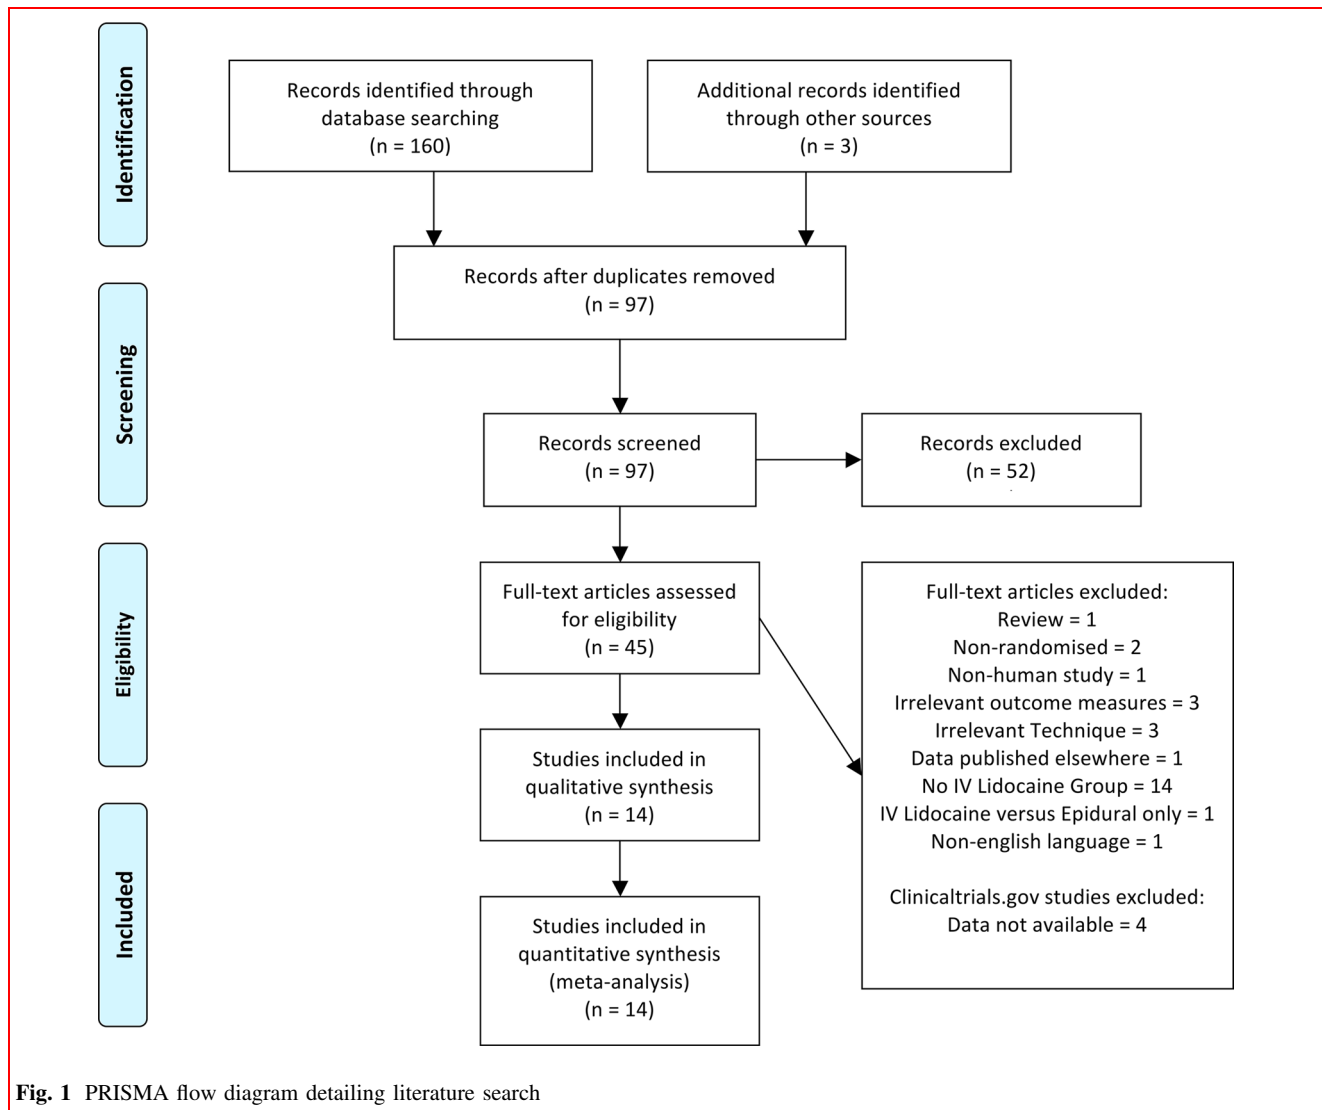 Identification
Records identified through
database searching
(n = 160)
Additional records identified
through other sources
(n = 3)
Records after duplicates removed
(n = 97)
Screening
Records screened
(n = 97)
Records excluded
(n = 52)
Eligibility
Full-text articles assessed
for eligibility
(n = 45)
Full-text articles excluded:
Review = 1
Non-randomised = 2
Non-human study = 1
Irrelevant outcome measures = 3
Irrelevant Technique = 3
Data published elsewhere = 1
No IV Lidocaine Group = 14
IV Lidocaine versus Epidural only = 1
Non-english language = 1
Clinicaltrials.gov studies excluded:
Data not available = 4
Studies included in
qualitative synthesis
(n = 14)
Included
Studies included in
quantitative synthesis
(meta-analysis)
(n = 14)
Fig. 1 PRISMA flow diagram detailing literature search